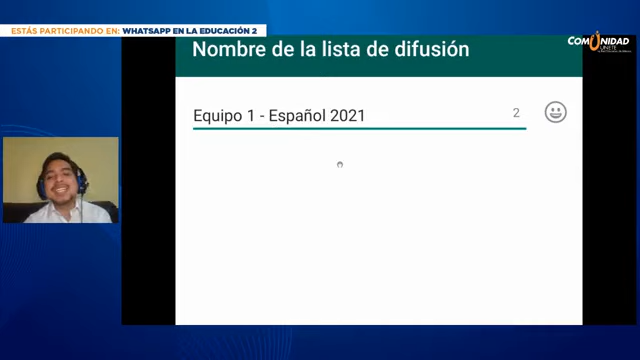 ESTÁS PARTICIPANDO EN: WHATSAPP EN LA EDUCACIÓN 2
COMUNIDAD
UNETE
Nombre de la lista de difusión
Equipo 1 - Español 2021
2